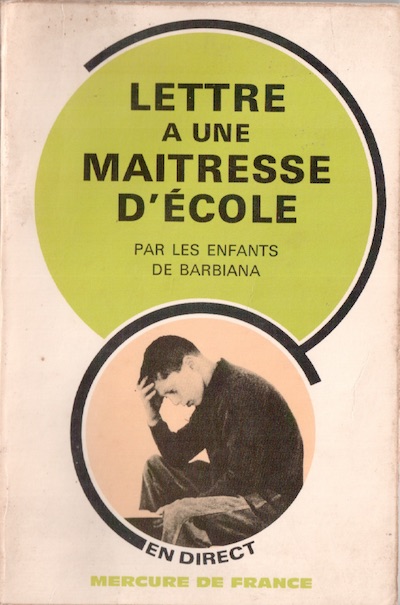 LETTRE
A UNE
MAITRESSE
D'ÉCOLE
PAR LES ENFANTS
DE BARBIANA
EN DIRECT
MERCURE DE FRANCE